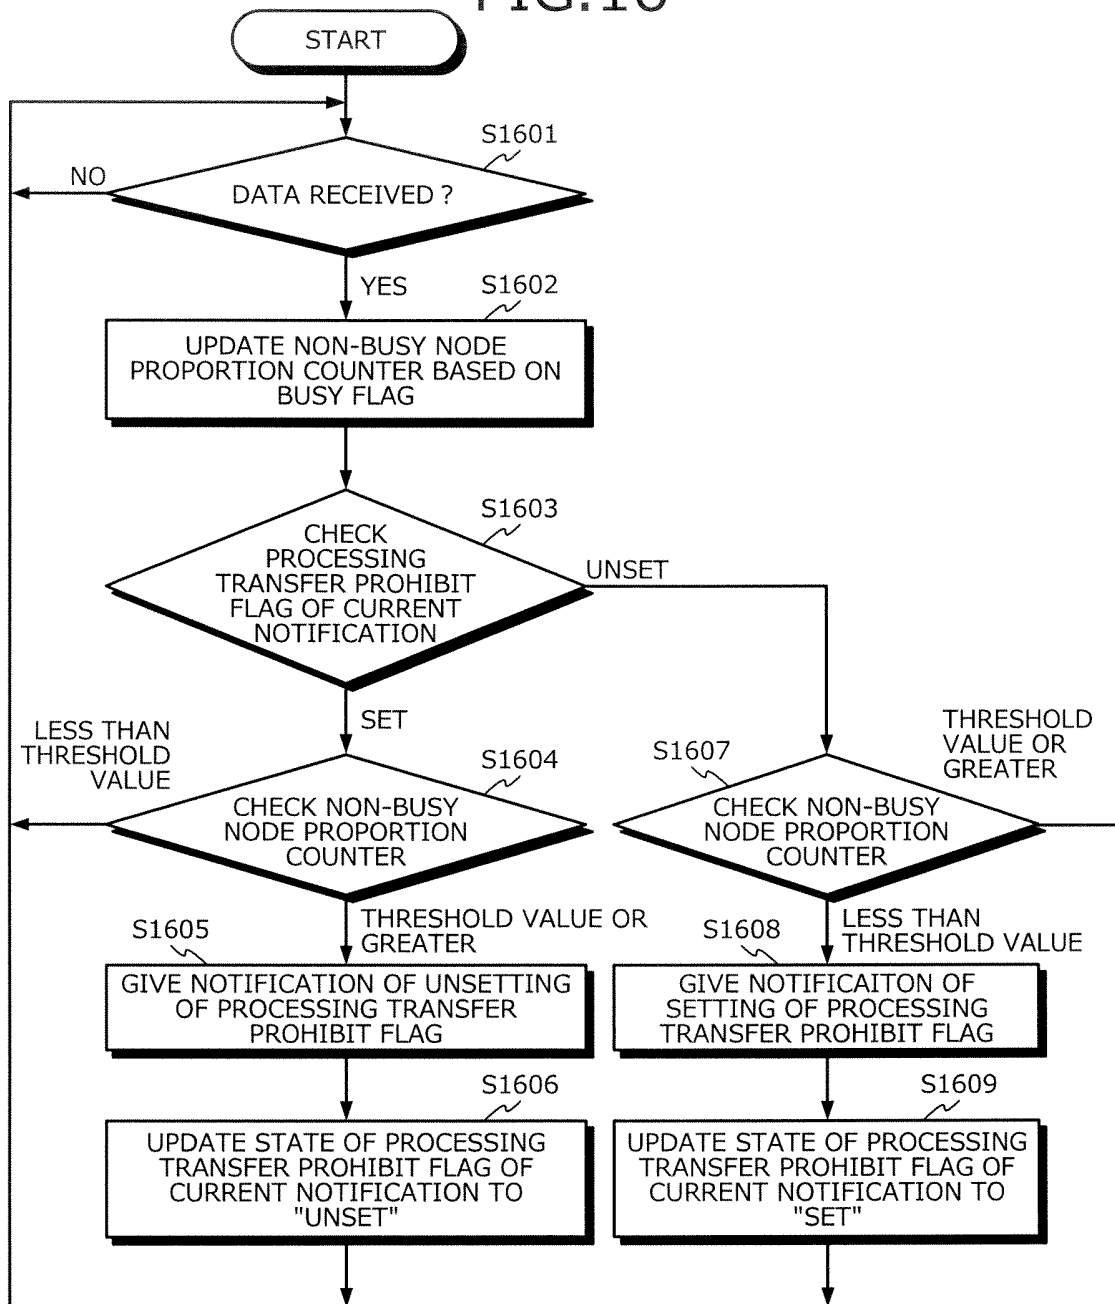 FIG.16
START
S1601
NO
DATA RECEIVED ?
YES
S1602
UPDATE NON-BUSY NODE
PROPORTION COUNTER BASED ON
BUSY FLAG
S1603
CHECK
PROCESSING
TRANSFER PROHIBIT
FLAG OF CURRENT
NOTIFICATION
UNSET
SET
LESS THAN
THRESHOLD
VALUE
S1604
CHECK NON-BUSY
NODE PROPORTION
COUNTER
S1607
THRESHOLD
VALUE OR
GREATER
CHECK NON-BUSY
NODE PROPORTION
COUNTER
THRESHOLD VALUE OR
GREATER
S1605
GIVE NOTIFICATION OF UNSETTING
OF PROCESSING TRANSFER
PROHIBIT FLAG
LESS THAN
THRESHOLD VALUE
S1608
GIVE NOTIFICAITON OF
SETTING OF PROCESSING
TRANSFER PROHIBIT FLAG
S1606
UPDATE STATE OF PROCESSING
TRANSFER PROHIBIT FLAG OF
CURRENT NOTIFICATION TO
"UNSET"
S1609
UPDATE STATE OF PROCESSING
TRANSFER PROHIBIT FLAG OF
CURRENT NOTIFICATION TO
"SET"